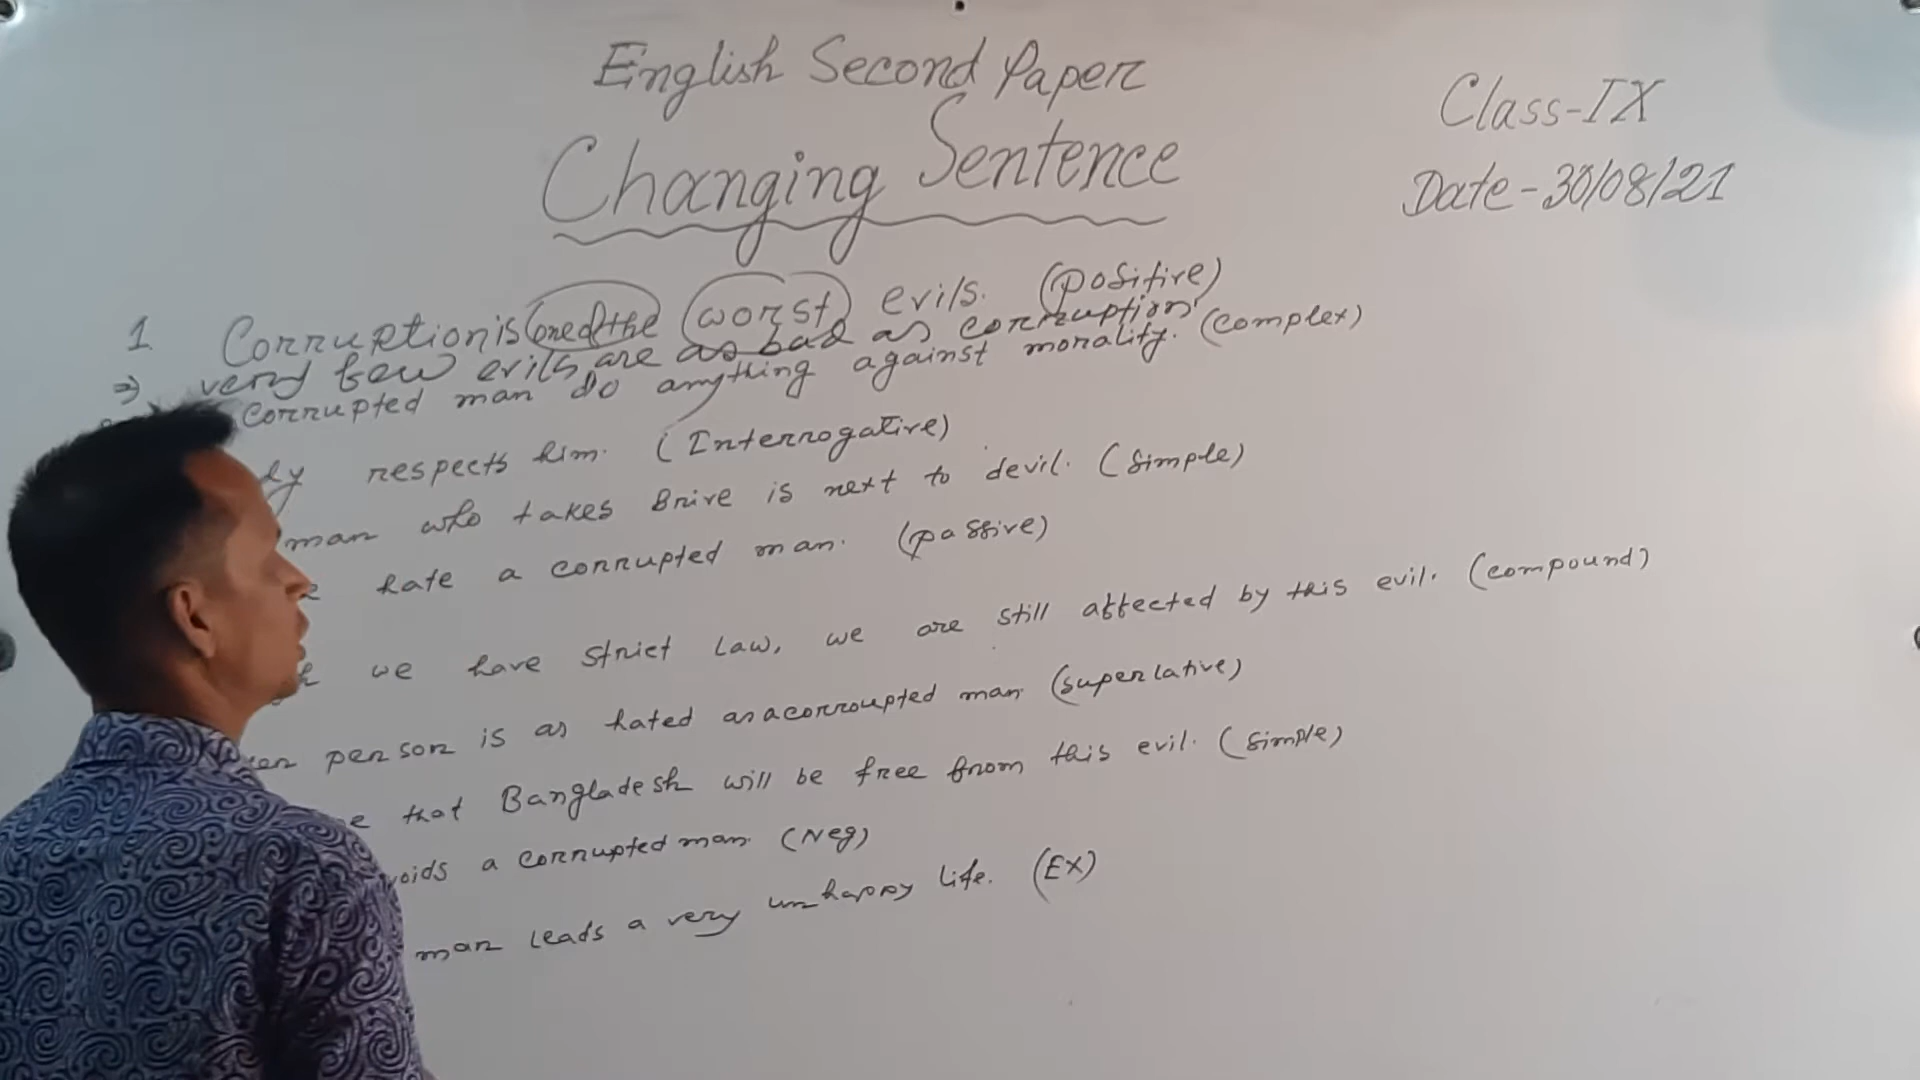 English Second Paper
Changing Sentence
Class-IX
Date-30/08/21
1. Corruption is one of the worst evils. (positive)
⇒ very few evils are as bad as corruption.
corrupted man do anything against morality. (complex)
respects him. (Interrogative)
man who takes Brive is next to devil. (simple)
hate a corrupted man. (passive)
we have strict Law, we are still affected by this evil. (compound)
person is as hated as a corroupted man (superlative)
that Bangladesh will be free from this evil. (simple)
a corrupted man. (Neg)
man leads a very unhappy life. (EX)